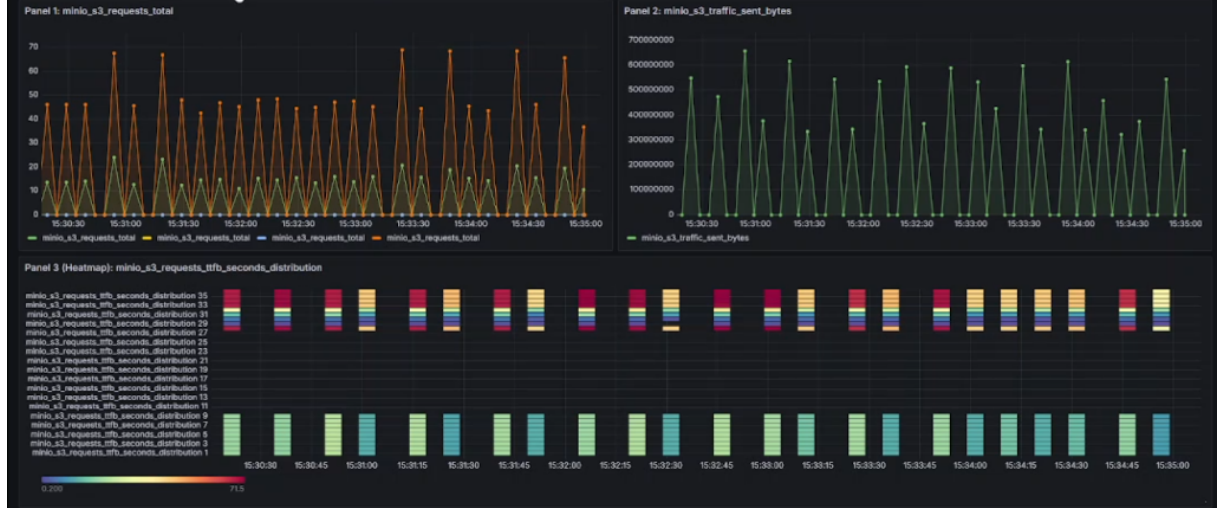 Panel 1: minio_s3_requests_total
70
60
50
40
30
20
10
0
15:30:30 15:31:00 15:31:30 15:32:00 15:32:30 15:33:00 15:33:30 15:34:00 15:34:30 15:35:00
minio_s3_requests_total minio_s3_requests_total minio_s3_requests_total minio_s3_requests_total
Panel 2: minio_s3_traffic_sent_bytes
700000000
600000000
500000000
400000000
300000000
200000000
100000000
0
15:30:30 15:31:00 15:31:30 15:32:00 15:32:30 15:33:00 15:33:30 15:34:00 15:34:30 15:35:00
minio_s3_traffic_sent_bytes
Panel 3 (Heatmap): minio_s3_requests_ttfb_seconds_distribution
minio_s3_requests_ttfb_seconds_distribution 35
minio_s3_requests_ttfb_seconds_distribution 33
minio_s3_requests_ttfb_seconds_distribution 31
minio_s3_requests_ttfb_seconds_distribution 29
minio_s3_requests_ttfb_seconds_distribution 27
minio_s3_requests_ttfb_seconds_distribution 25
minio_s3_requests_ttfb_seconds_distribution 23
minio_s3_requests_ttfb_seconds_distribution 21
minio_s3_requests_ttfb_seconds_distribution 19
minio_s3_requests_ttfb_seconds_distribution 17
minio_s3_requests_ttfb_seconds_distribution 15
minio_s3_requests_ttfb_seconds_distribution 13
minio_s3_requests_ttfb_seconds_distribution 11
minio_s3_requests_ttfb_seconds_distribution 9
minio_s3_requests_ttfb_seconds_distribution 7
minio_s3_requests_ttfb_seconds_distribution 5
minio_s3_requests_ttfb_seconds_distribution 3
minio_s3_requests_ttfb_seconds_distribution 1
15:30:30 15:30:45 15:31:00 15:31:15 15:31:30 15:31:45 15:32:00 15:32:15 15:32:30 15:32:45 15:33:00 15:33:15 15:33:30 15:33:45 15:34:00 15:34:15 15:34:30 15:34:45 15:35:00
0.200 71.5